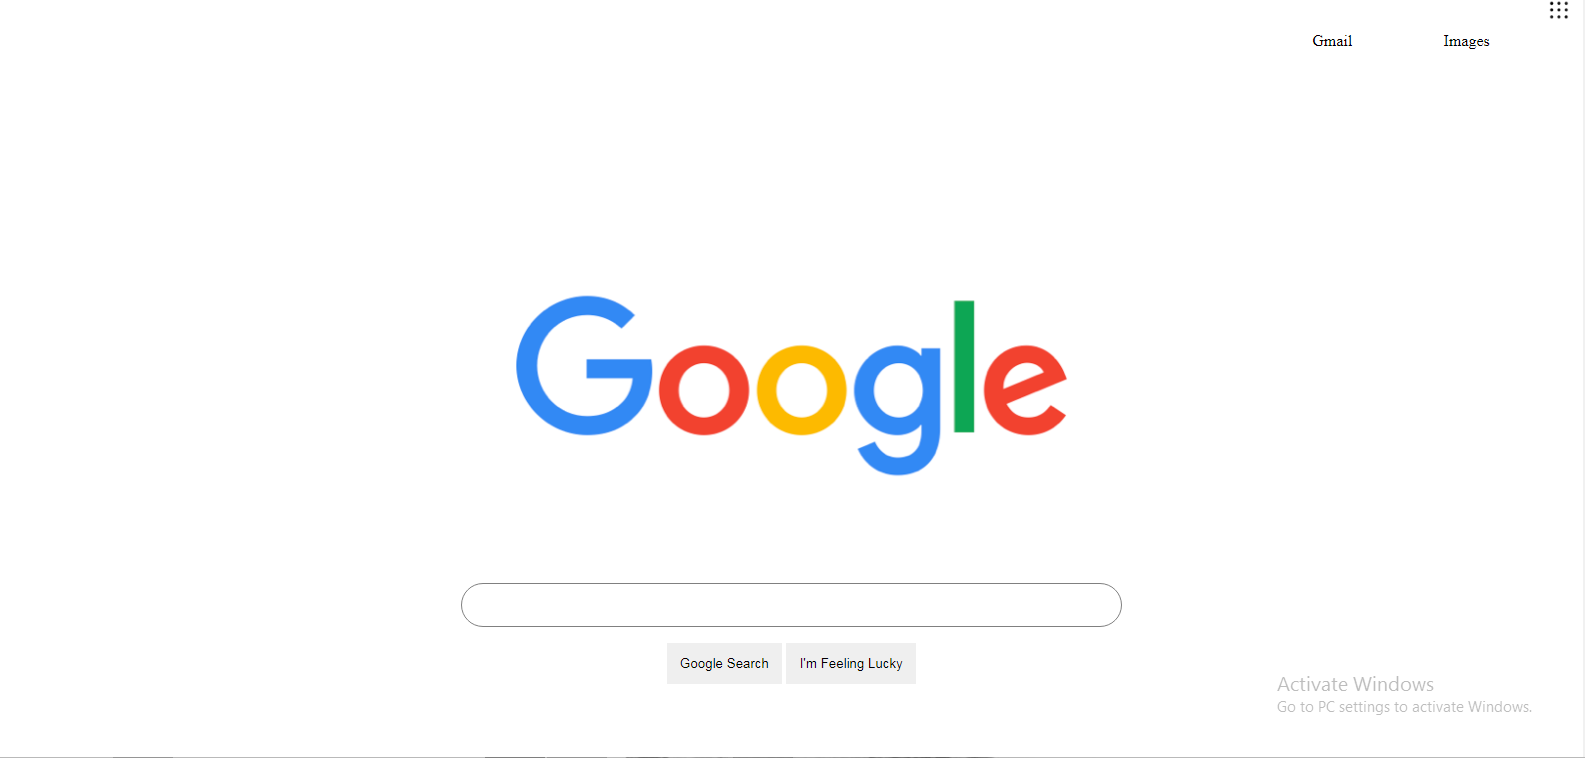 Gmail Images
Google
Google Search I'm Feeling Lucky
Activate Windows
Go to PC settings to activate Windows.